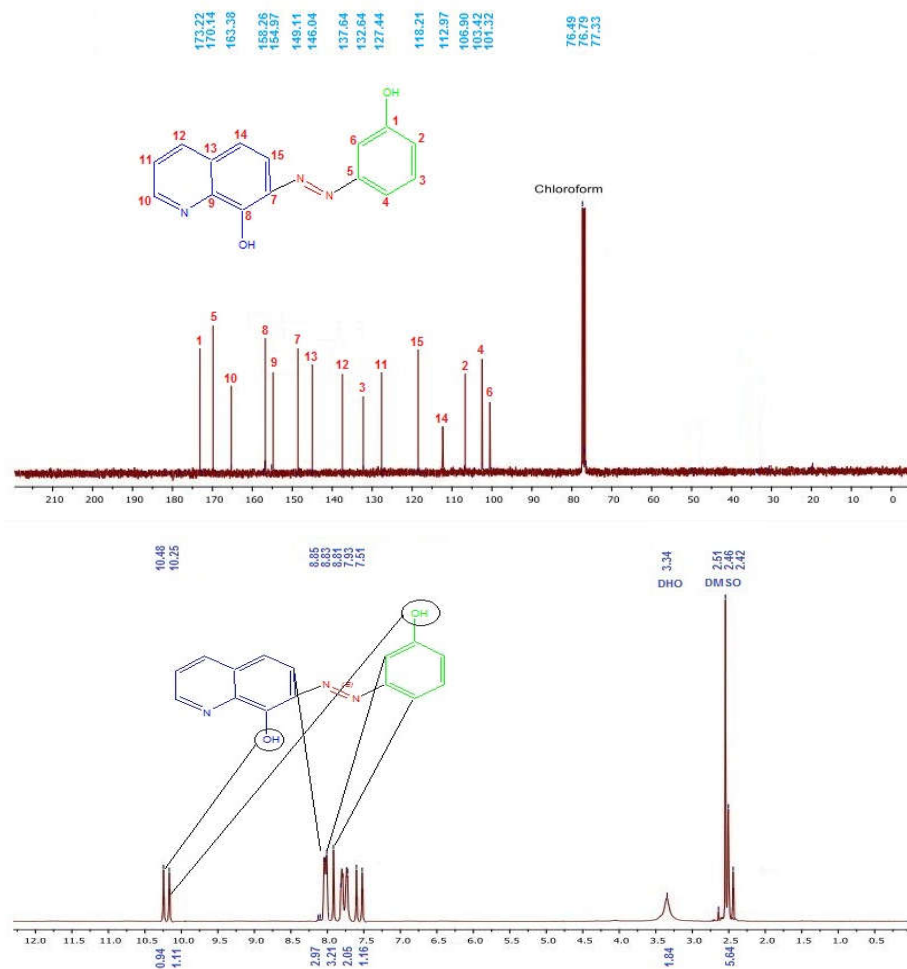 173.22 170.14 163.38 158.26 154.97 149.11 146.04 137.64 132.64 127.44 118.21 112.97 106.90 103.42 101.32 76.49 76.79 77.33
OH
1
6 2
5 3
4
12 14
13 15
11
10 9 8 7
N N N
OH
Chloroform
1 5 10 8 9 7 13 12 3 11 15 14 2 4 6
210 200 190 180 170 160 150 140 130 120 110 100 90 80 70 60 50 40 30 20 10 0
10.48 10.25 8.85 8.83 8.81 7.93 7.51 3.34 2.51 2.46 2.42
DHO DMSO
OH
N N N
OH
12.0 11.5 11.0 10.5 10.0 9.5 9.0 8.5 8.0 7.5 7.0 6.5 6.0 5.5 5.0 4.5 4.0 3.5 3.0 2.5 2.0 1.5 1.0 0.5
0.94 1.11 2.97 3.21 2.05 1.16 1.84 5.64